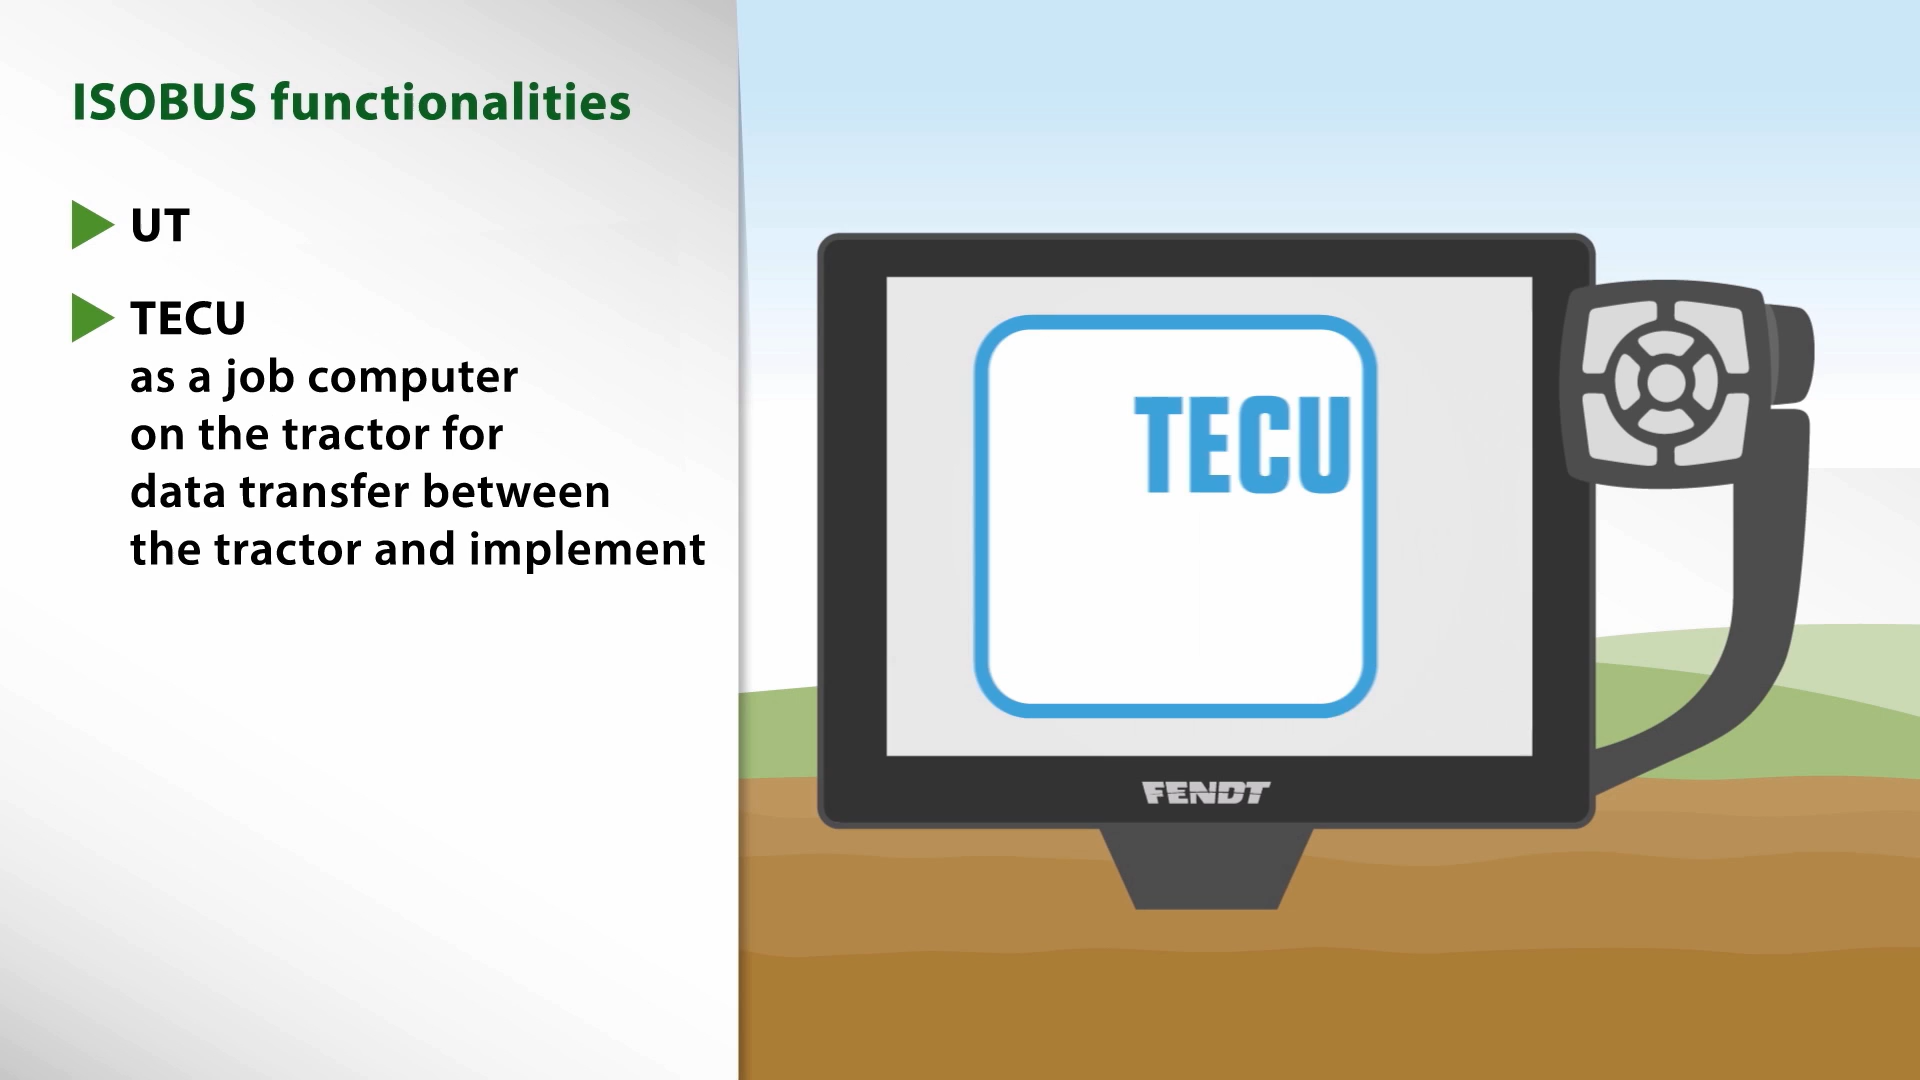 ISOBUS functionalities
UT
TECU
as a job computer
on the tractor for
data transfer between
the tractor and implement
TECU
FENDT